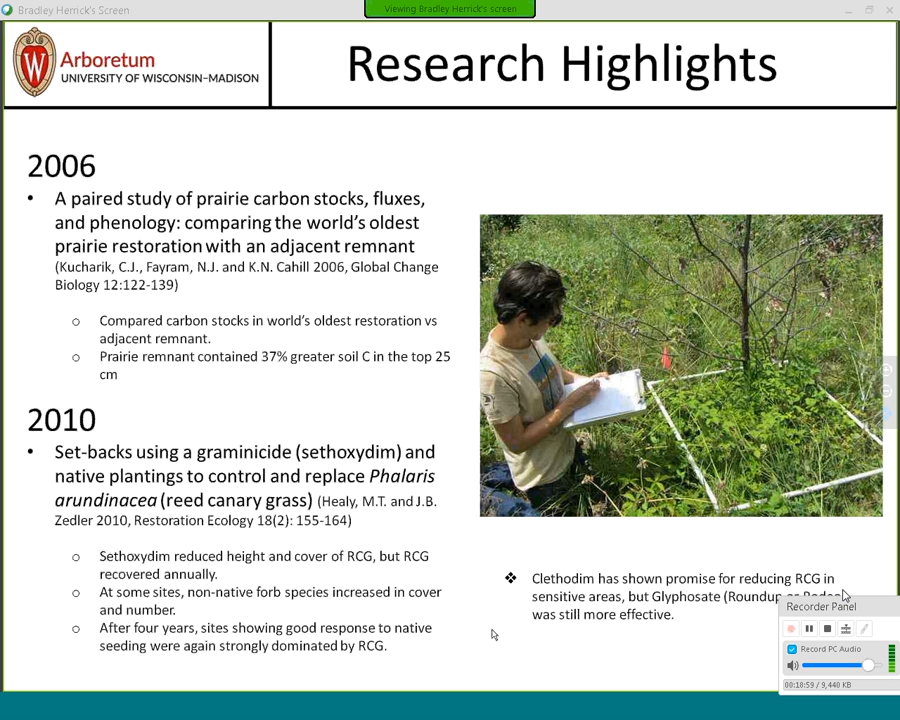 Bradley Herrick's Screen
Viewing Bradley Herrick's screen
W
Arboretum
UNIVERSITY OF WISCONSIN–MADISON
Research Highlights
2006
• A paired study of prairie carbon stocks, fluxes,
and phenology: comparing the world's oldest
prairie restoration with an adjacent remnant
(Kucharik, C.J., Fayram, N.J. and K.N. Cahill 2006, Global Change
Biology 12:122-139)
o Compared carbon stocks in world's oldest restoration vs
adjacent remnant.
o Prairie remnant contained 37% greater soil C in the top 25
cm
2010
• Set-backs using a graminicide (sethoxydim) and
native plantings to control and replace Phalaris
arundinacea (reed canary grass) (Healy, M.T. and J.B.
Zedler 2010, Restoration Ecology 18(2): 155-164)
o Sethoxydim reduced height and cover of RCG, but RCG
recovered annually.
o At some sites, non-native forb species increased in cover
and number.
o After four years, sites showing good response to native
seeding were again strongly dominated by RCG.
❖ Clethodim has shown promise for reducing RCG in
sensitive areas, but Glyphosate (Roundup
was still more effective.
Recorder Panel
Record PC Audio
00:18:59 / 9,440 KB